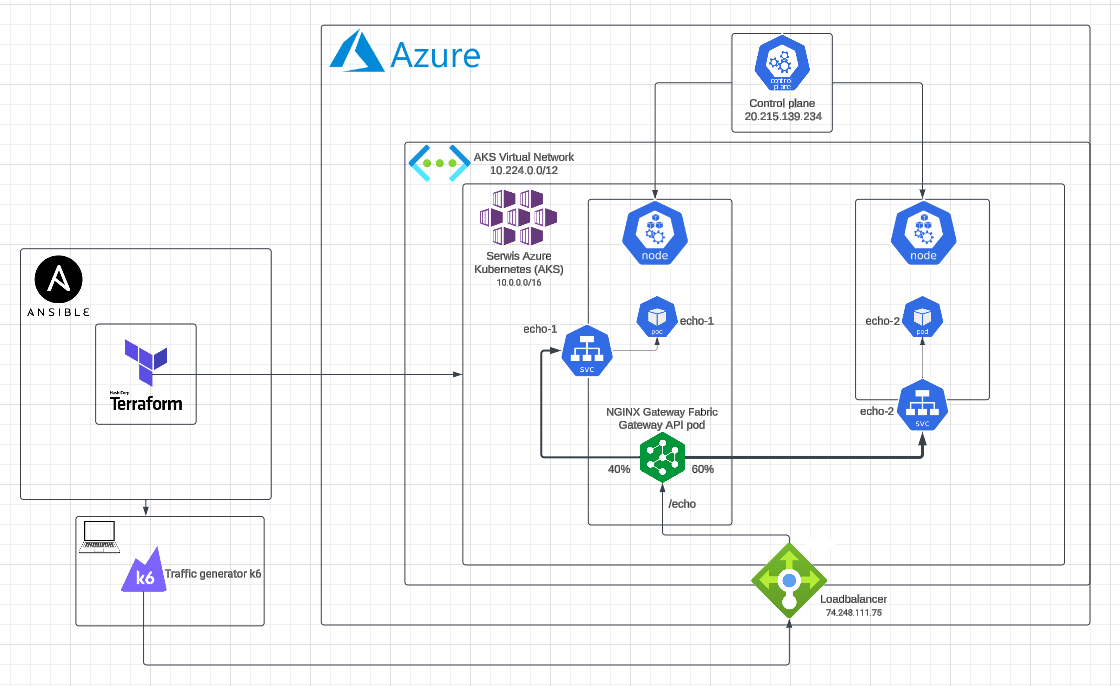 Azure
control
plane
Control plane
20.215.139.234
AKS Virtual Network
10.224.0.0/12
Serwis Azure
Kubernetes (AKS)
10.0.0.0/16
node
node
ANSIBLE
HashiCorp
Terraform
echo-1
svc
pod
echo-1
echo-2
pod
echo-2
svc
NGINX Gateway Fabric
Gateway API pod
40%
60%
/echo
k6
Traffic generator k6
Loadbalancer
74.248.111.75